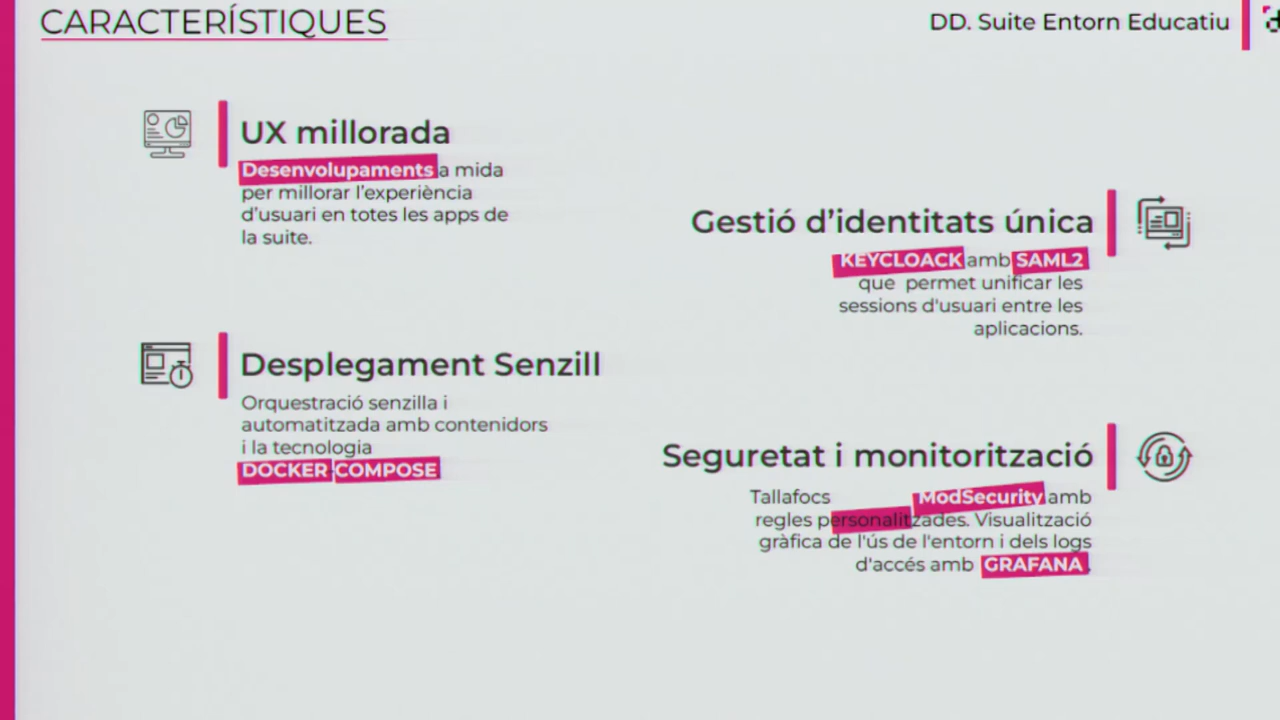 CARACTERÍSTIQUES
DD. Suite Entorn Educatiu
UX millorada
Desenvolupaments a mida
per millorar l'experiència
d'usuari en totes les apps de
la suite.
Gestió d'identitats única
KEYCLOACK amb SAML2
que permet unificar les
sessions d'usuari entre les
aplicacions.
Desplegament Senzill
Orquestració senzilla i
automatitzada amb contenidors
i la tecnologia
DOCKER COMPOSE
Seguretat i monitorització
Tallafocs ModSecurity amb
regles personalitzades. Visualització
gràfica de l'ús de l'entorn i dels logs
d'accés amb GRAFANA.